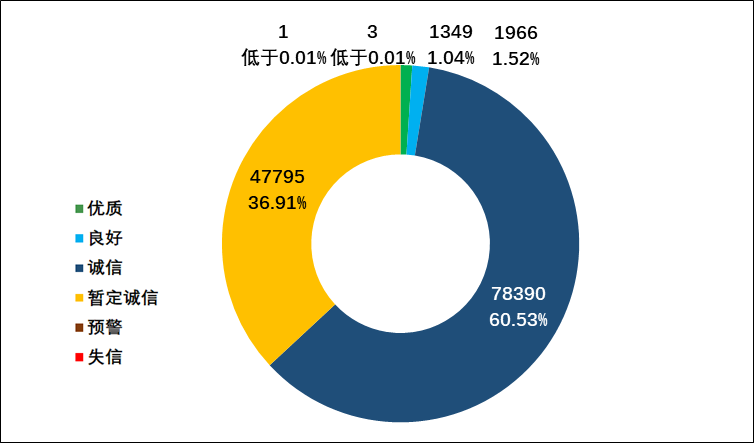 1
低于0.01%
3
低于0.01%
1349
1.04%
1966
1.52%
47795
36.91%
78390
60.53%
优质
良好
诚信
暂定诚信
预警
失信